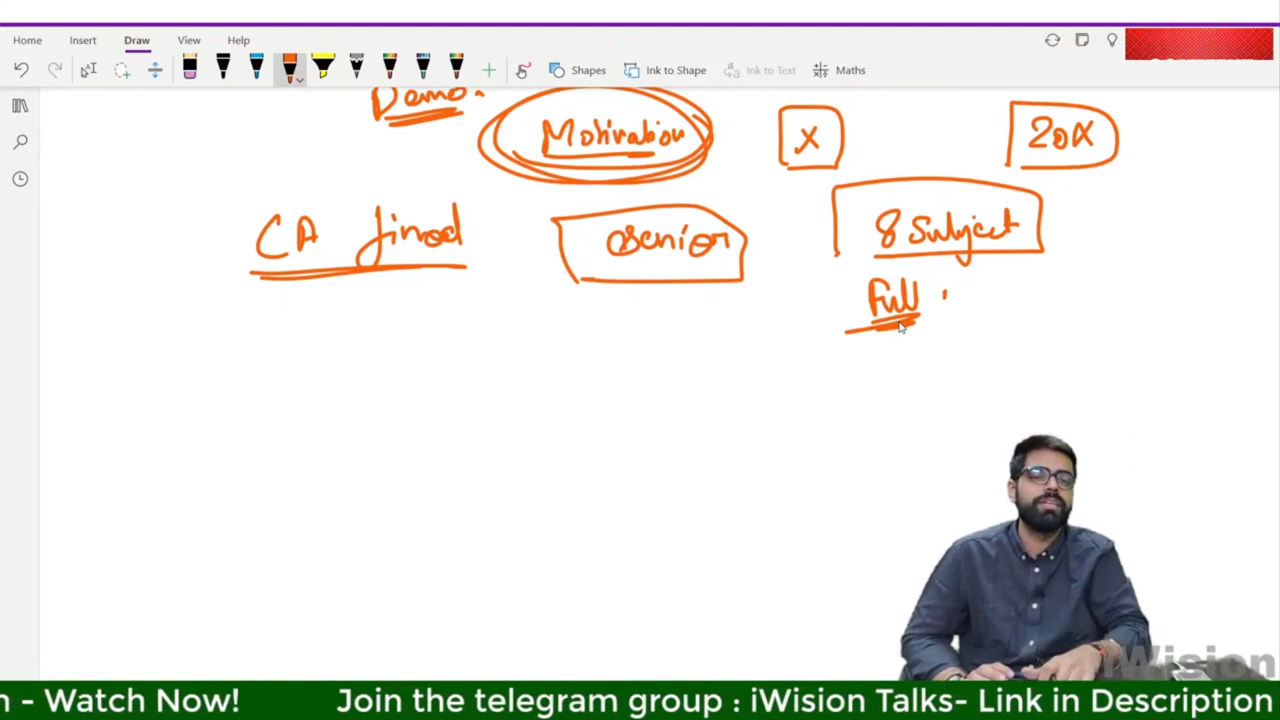 Home Insert Draw View Help
Shapes Ink to Shape Ink to Text Maths
Demo.
Motivation X 20X
CA final senior 8 Subject
Full
iWision
n - Watch Now! Join the telegram group : iWision Talks- Link in Description